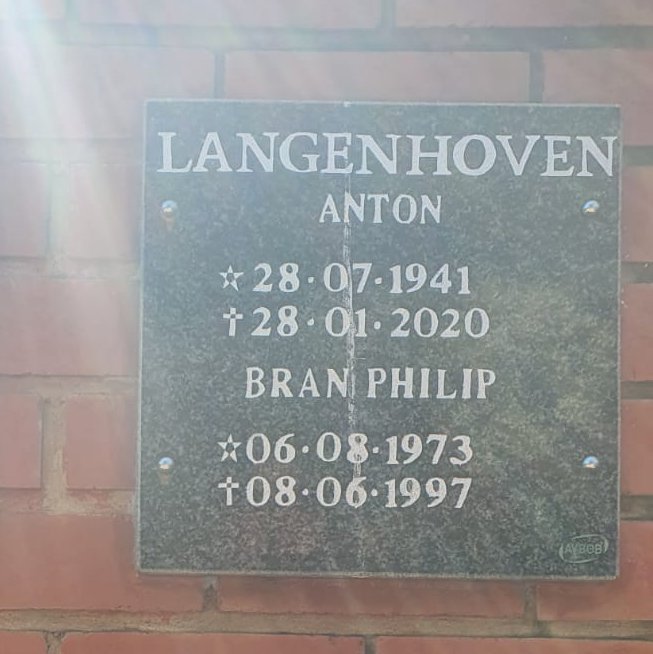 LANGENHOVEN
ANTON
☆ 28·07·1941
✝ 28·01·2020
BRAN PHILIP
☆ 06·08·1973
✝ 08·06·1997